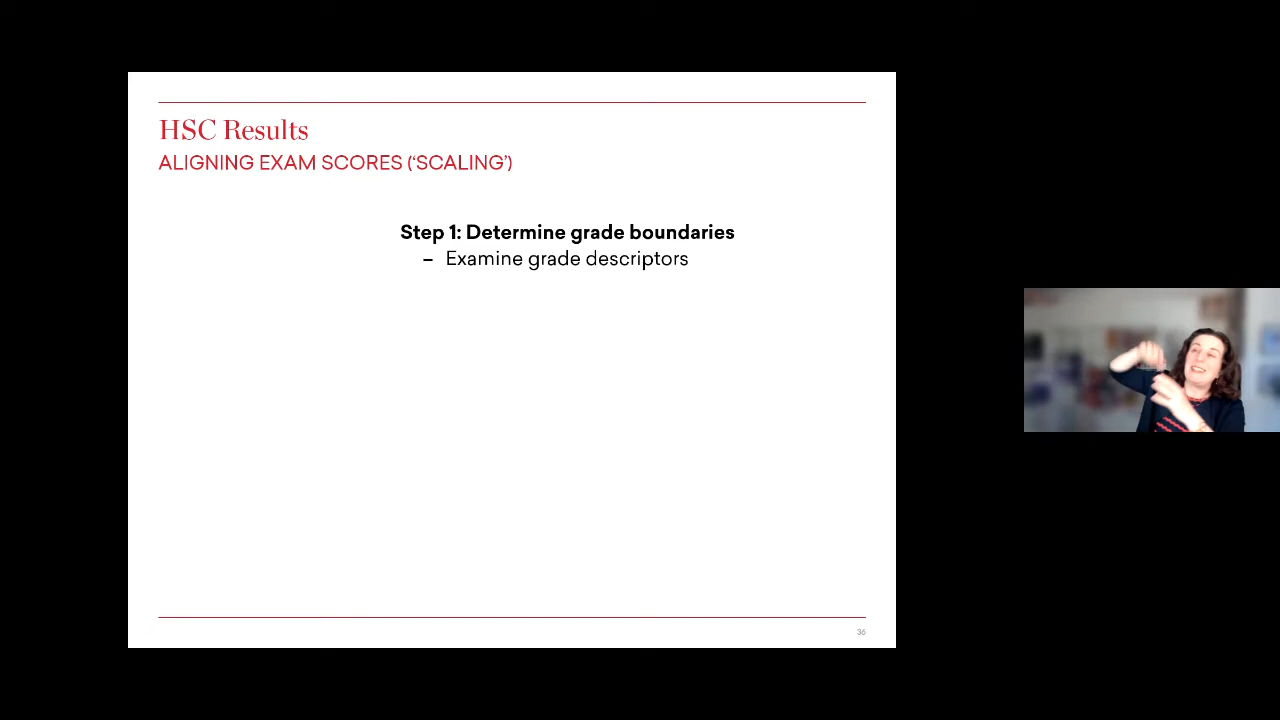 HSC Results
ALIGNING EXAM SCORES (‘SCALING’)
Step 1: Determine grade boundaries
– Examine grade descriptors
36